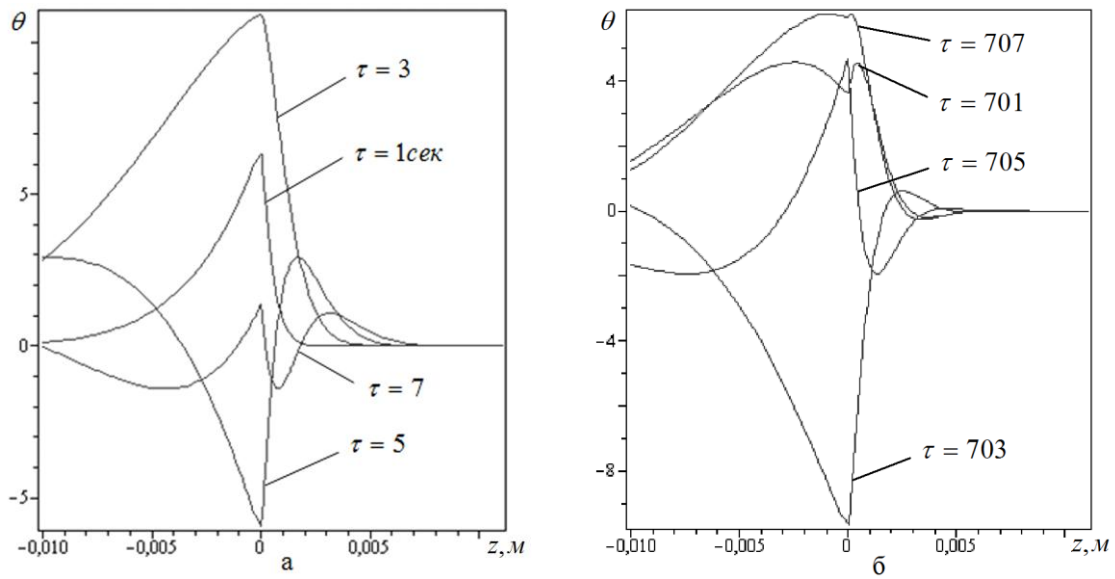 θ
τ = 3
τ = 1сек
5
0
τ = 7
τ = 5
−5
−0,010
−0,005
0
0,005
z, м
а
θ
τ = 707
4
τ = 701
τ = 705
0
−4
τ = 703
−8
−0,010
−0,005
0
0,005
z, м
б